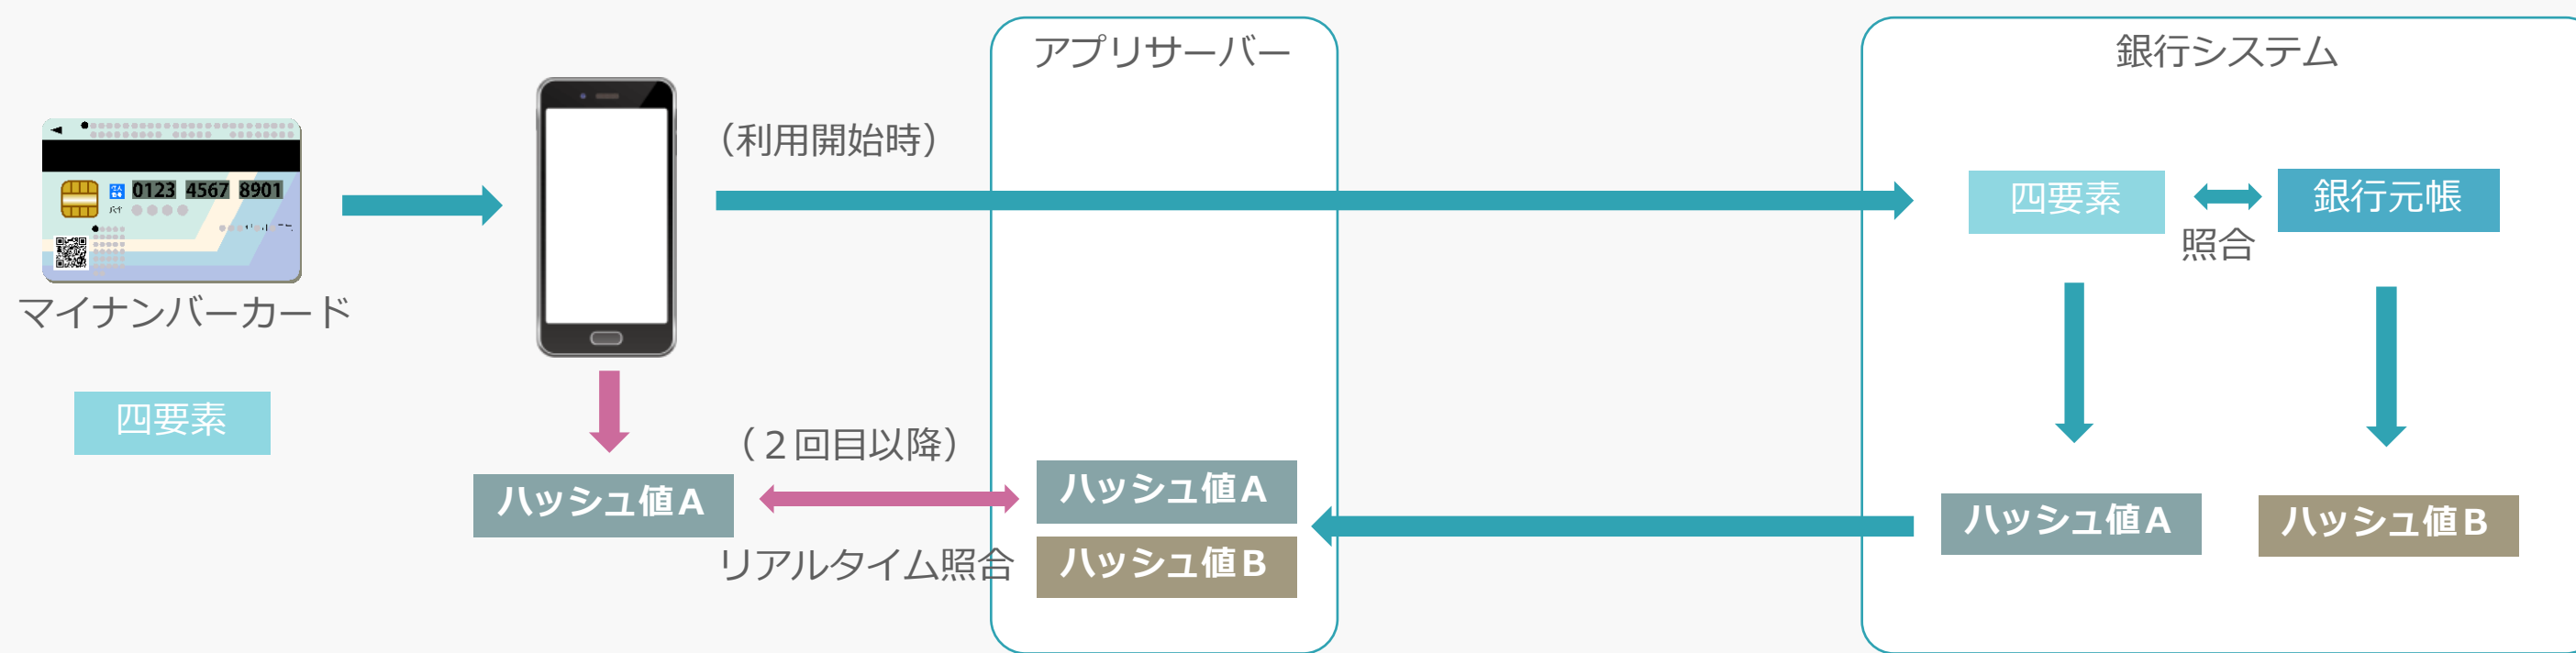 アプリサーバー
銀行システム
（利用開始時）
0123 4567 8901
四要素
銀行元帳
照合
マイナンバーカード
四要素
（２回目以降）
ハッシュ値A
ハッシュ値A
リアルタイム照合
ハッシュ値B
ハッシュ値A
ハッシュ値B